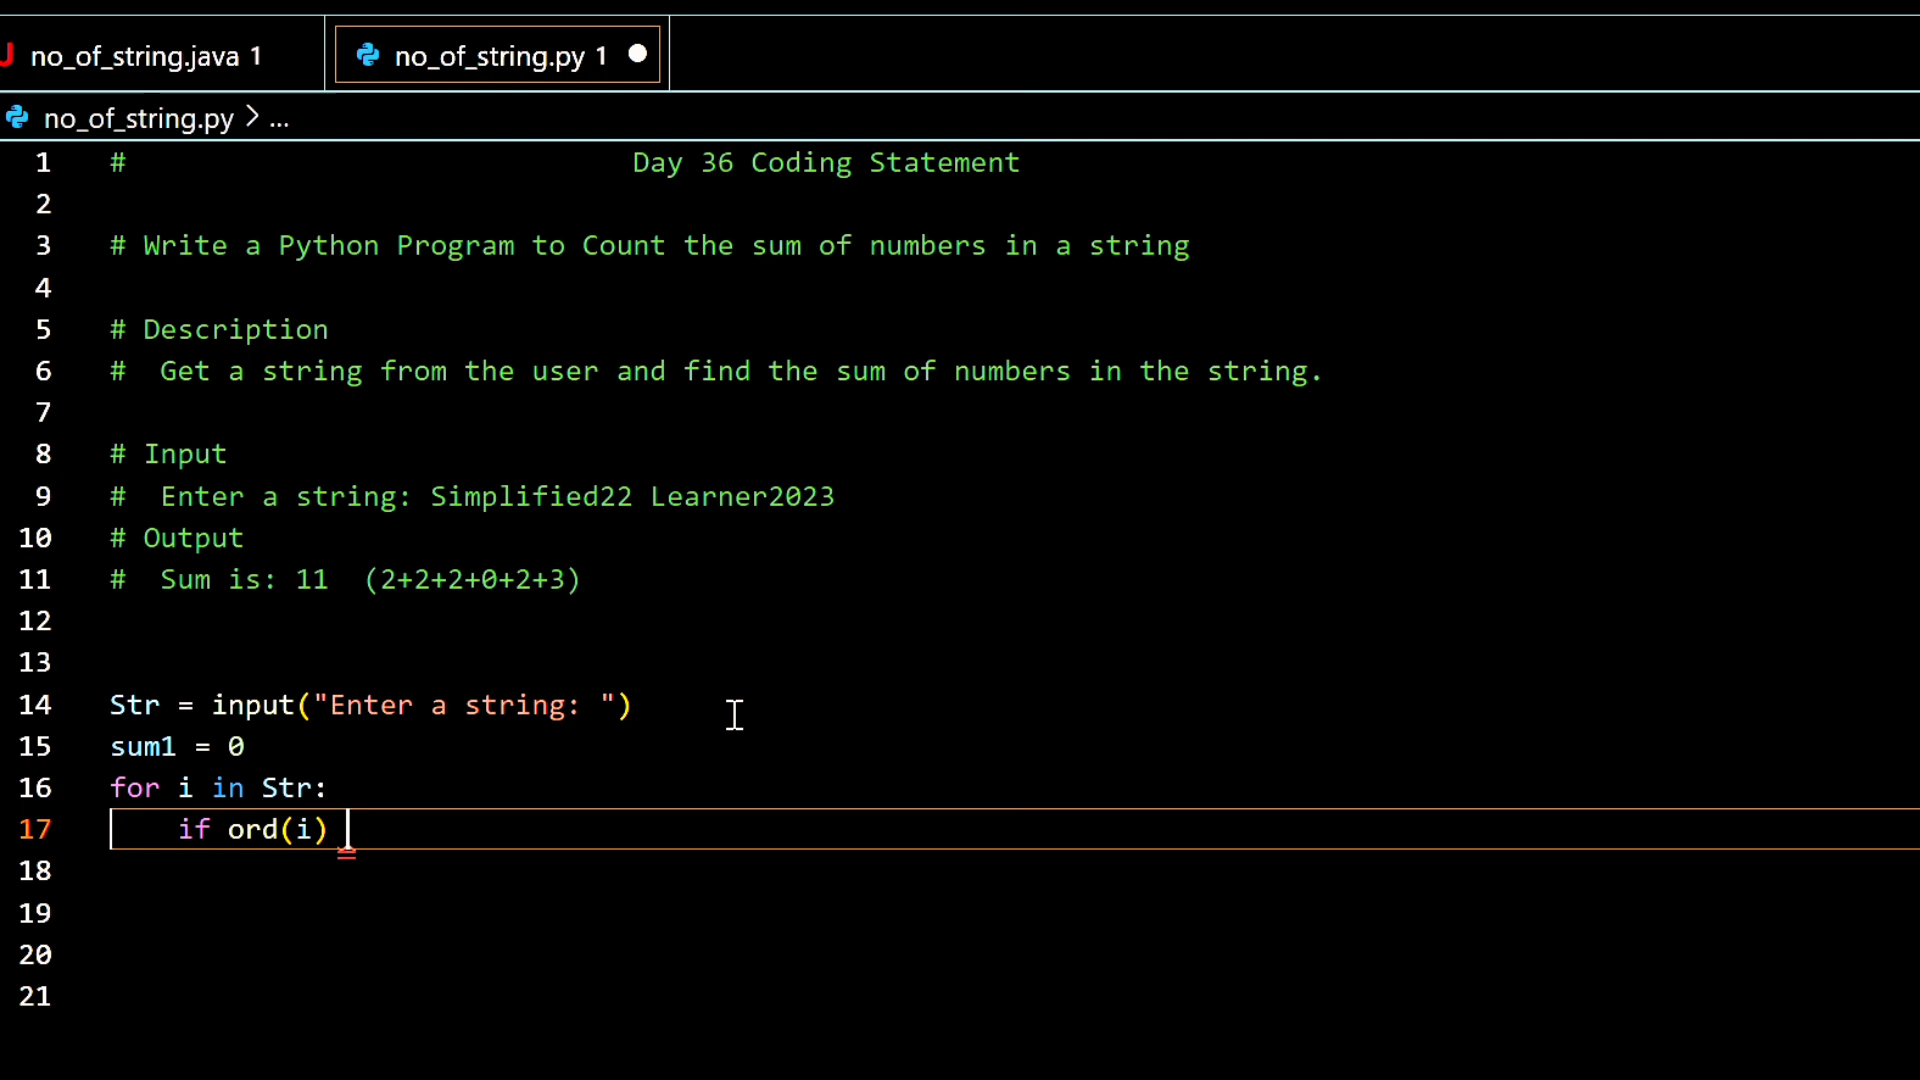 no_of_string.java 1
no_of_string.py 1
no_of_string.py > ...
1 # Day 36 Coding Statement
2
3 # Write a Python Program to Count the sum of numbers in a string
4
5 # Description
6 # Get a string from the user and find the sum of numbers in the string.
7
8 # Input
9 # Enter a string: Simplified22 Learner2023
10 # Output
11 # Sum is: 11 (2+2+2+0+2+3)
12
13
14 Str = input("Enter a string: ")
15 sum1 = 0
16 for i in Str:
17 if ord(i)
18
19
20
21